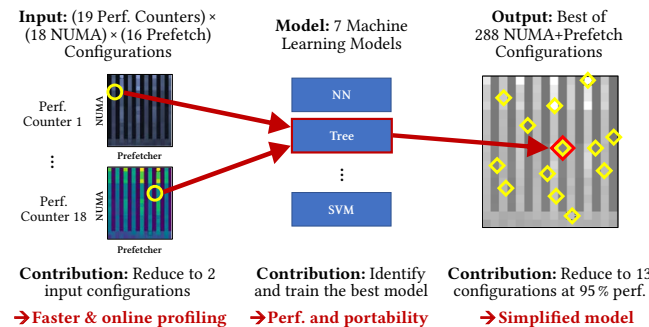 Input: (19 Perf. Counters) ×
(18 NUMA) × (16 Prefetch)
Configurations
Model: 7 Machine
Learning Models
Output: Best of
288 NUMA+Prefetch
Configurations
Perf.
Counter 1
NUMA
Prefetcher
⋮
Perf.
Counter 18
NUMA
Prefetcher
NN
Tree
⋮
SVM
Contribution: Reduce to 2
input configurations
→Faster & online profiling
Contribution: Identify
and train the best model
→Perf. and portability
Contribution: Reduce to 13
configurations at 95 % perf.
→Simplified model